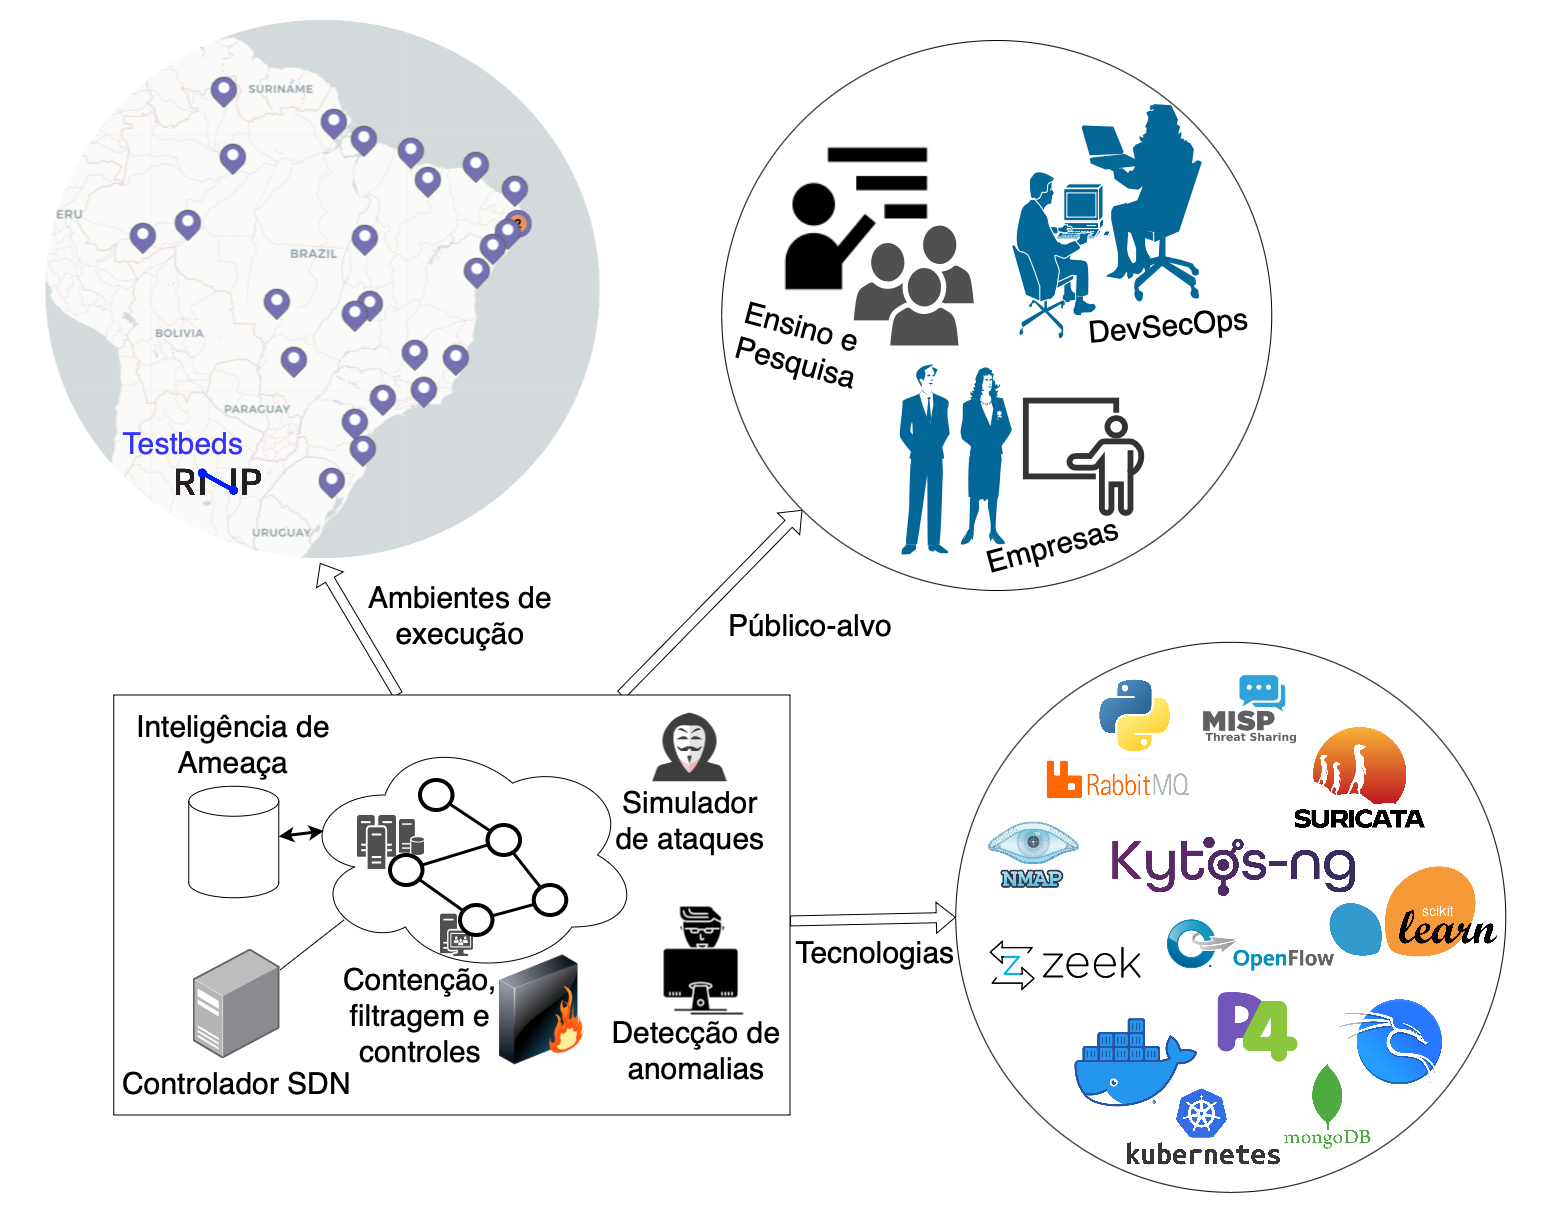 SURINAME
ERU
BRAZIL
BOLIVIA
PARAGUAY
Testbeds
RNP
URUGUAY
2
Ensino e
Pesquisa
DevSecOps
Empresas
Ambientes de
execução
Público-alvo
Inteligência de
Ameaça
Simulador
de ataques
Contenção,
filtragem e
controles
Detecção de
anomalias
Controlador SDN
Tecnologias
MISP
Threat Sharing
RabbitMQ
SURICATA
NMAP
Kytos-ng
scikit
learn
zeek
OpenFlow
P4
kubernetes
mongoDB